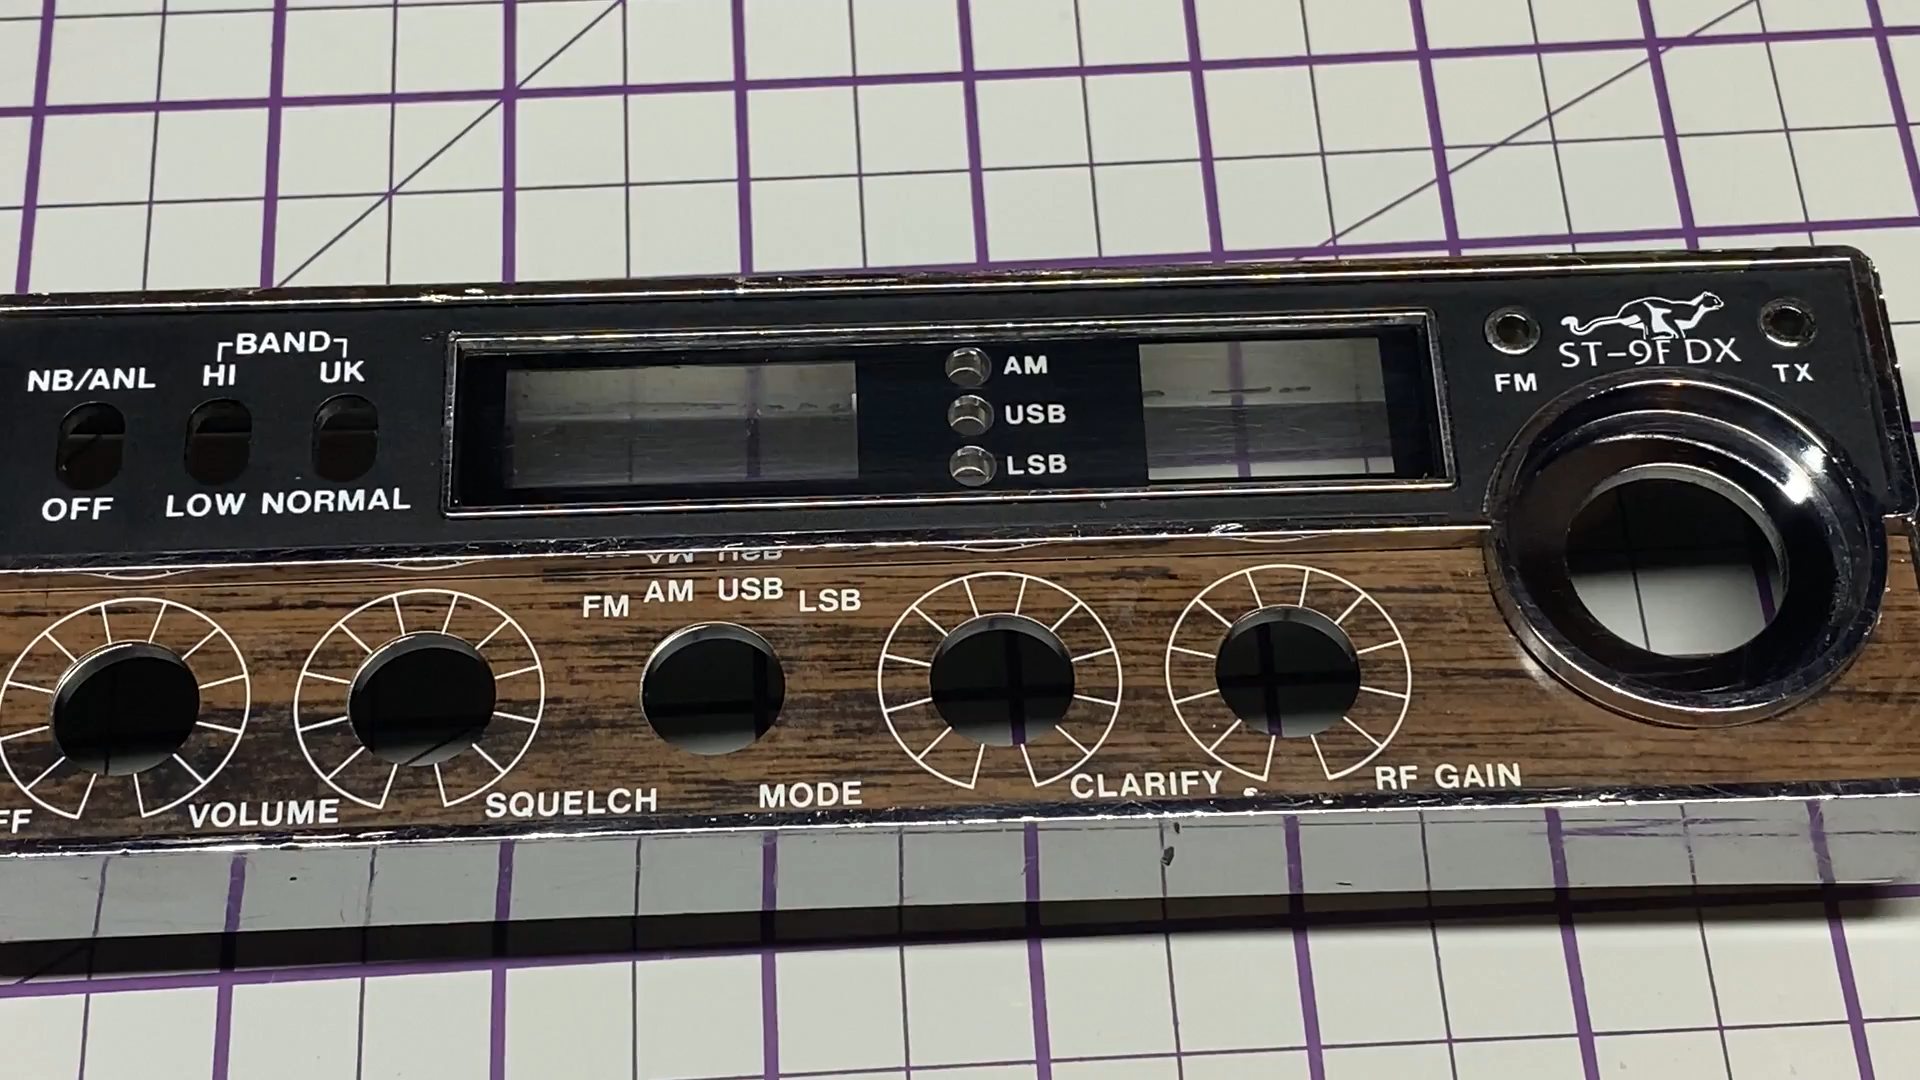 BAND
NB/ANL HI UK
OFF LOW NORMAL
AM
USB
LSB
ST-9F DX
FM TX
FM AM USB LSB
VOLUME SQUELCH MODE CLARIFY RF GAIN